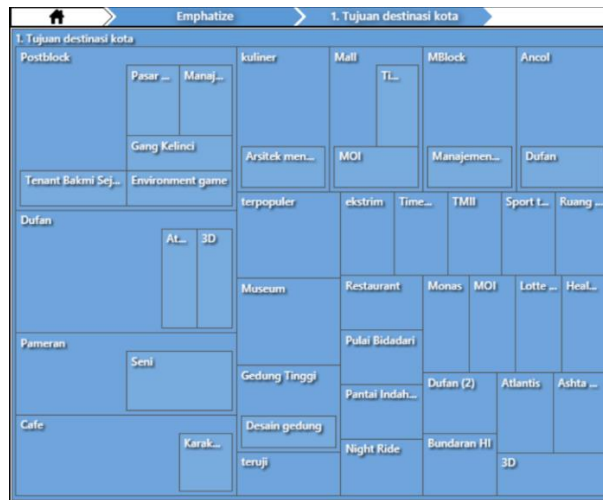 Emphatize
1. Tujuan destinasi kota
1. Tujuan destinasi kota
Postblock
Pasar ...
Manaj...
Gang Kelinci
Tenant Bakmi Sej...
Environment game
kuliner
Arsitek men...
Mall
Ti...
MOI
MBlock
Manajemen...
Ancol
Dufan
Dufan
At...
3D
terpopuler
ekstrim
Time...
TMII
Sport t...
Ruang ...
Museum
Restaurant
Monas
MOI
Lotte ...
Heal...
Pulai Bidadari
Pameran
Seni
Gedung Tinggi
Desain gedung
Pantai Indah...
Dufan (2)
Atlantis
Ashta ...
Cafe
Karak...
teruji
Night Ride
Bundaran HI
3D